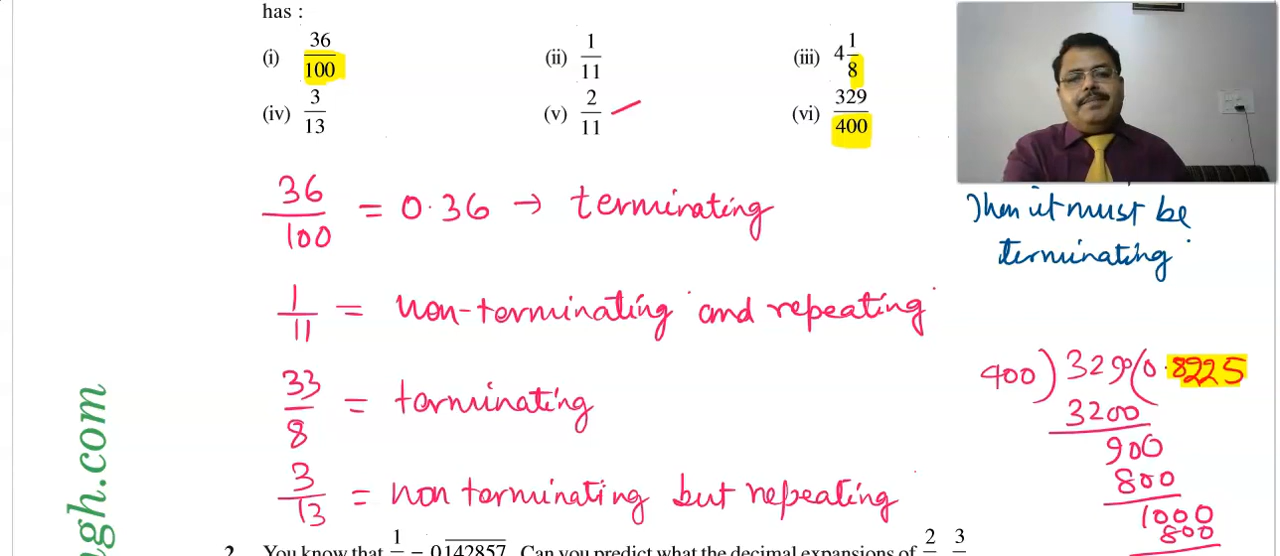 has :
(i) 36/100 (ii) 1/11 (iii) 4 1/8
(iv) 3/13 (v) 2/11 (vi) 329/400
36/100 = 0.36 → terminating
Then it must be
terminating
1/11 = non-terminating and repeating
400 ) 3290 ( 0.8225
3200
900
800
1000
800
33/8 = terminating
3/13 = non terminating but repeating
gh.com
2. You know that 1/ = 0.142857. Can you predict what the decimal expansions of 2/ 3/